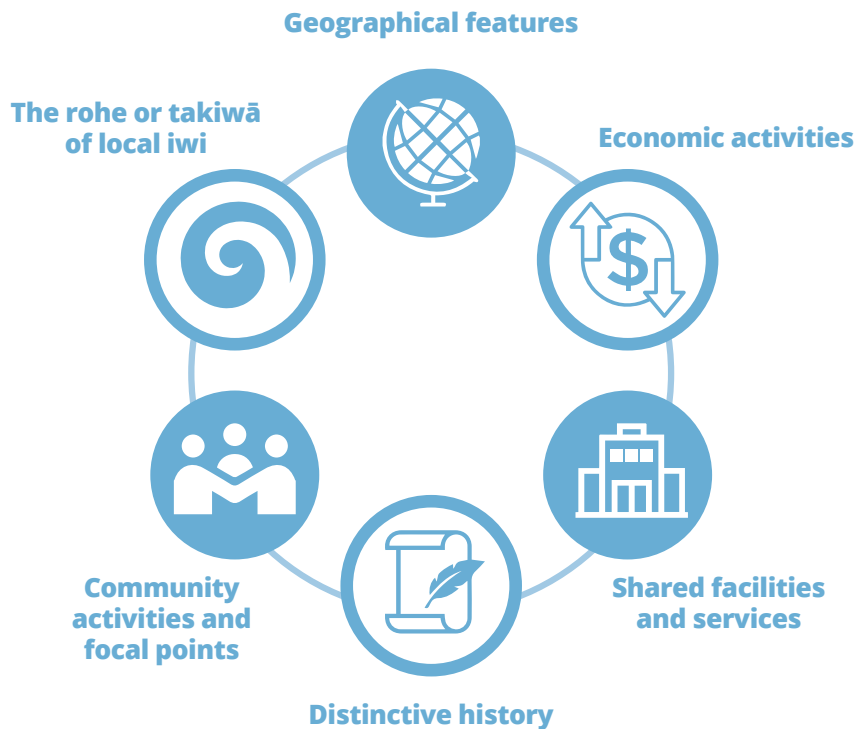 Geographical features
The rohe or takiwā
of local iwi
Economic activities
$
Community
activities and
focal points
Shared facilities
and services
Distinctive history